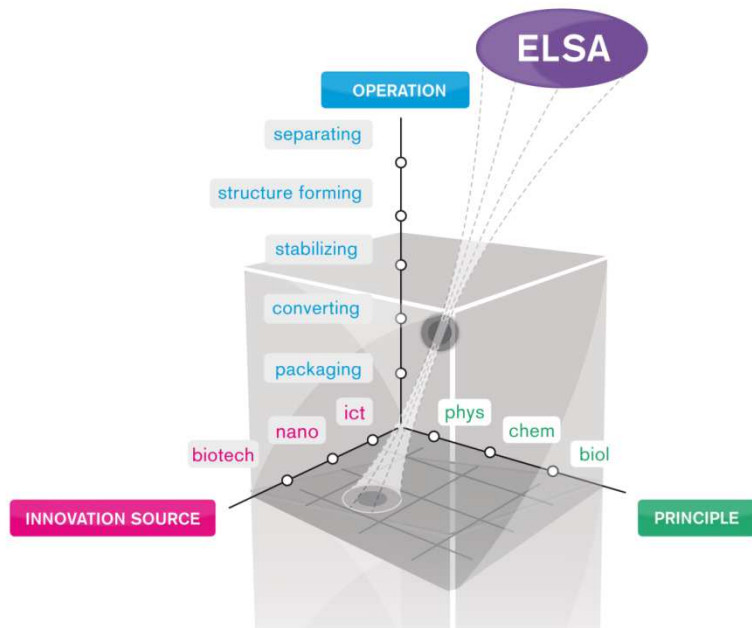 ELSA
OPERATION
separating
structure forming
stabilizing
converting
packaging
ict
nano
biotech
phys
chem
biol
INNOVATION SOURCE
PRINCIPLE